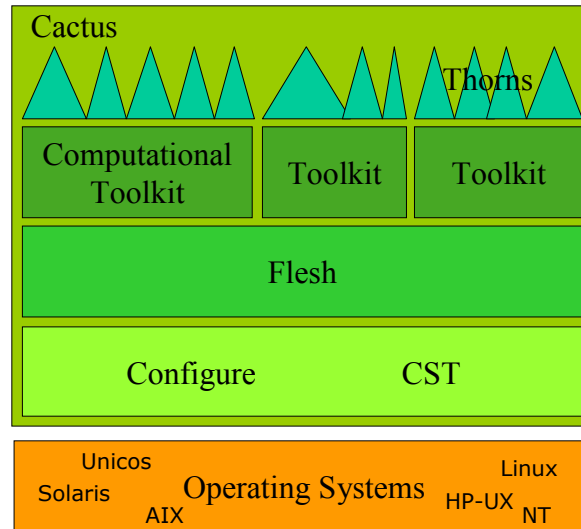 Cactus
Thorns
Computational
Toolkit
Toolkit
Toolkit
Flesh
Configure
CST
Unicos
Linux
Solaris
Operating Systems
HP-UX
AIX
NT